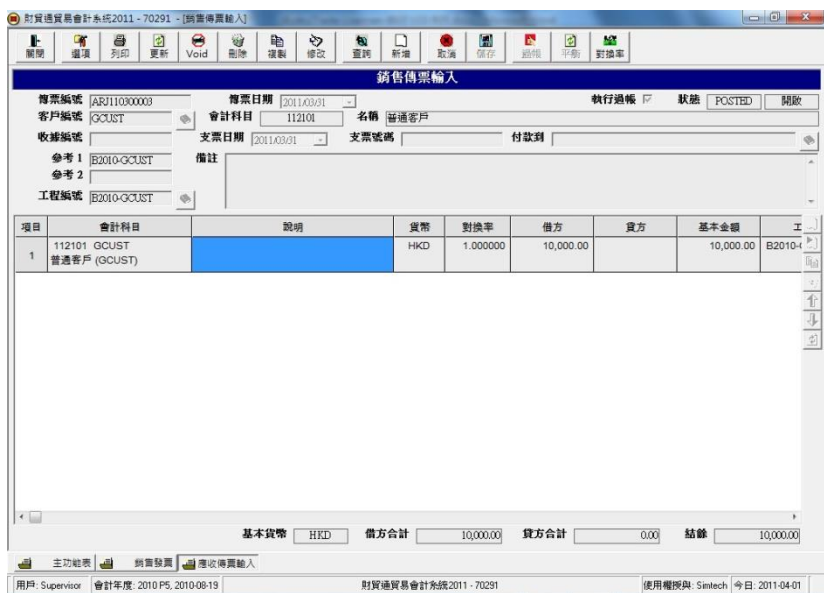 財貿通貿易會計系統2011 - 70291 - [銷售傳票輸入]
關閉 選項 列印 更新 Void 刪除 複製 修改 查詢 新增 取消 儲存 過帳 平衡 對換率
銷售傳票輸入
傳票編號 ARJ110300003 傳票日期 2011/03/31 執行過帳 狀態 POSTED 開啟
客戶編號 GCUST 會計科目 112101 名稱 普通客戶
收據編號 支票日期 2011/03/31 支票號碼 付款到
參考 1 B2010-GCUST 備註
參考 2
工程編號 B2010-GCUST
項目 會計科目 說明 貨幣 對換率 借方 貸方 基本金額 工
1 112101 GCUST HKD 1.000000 10,000.00 10,000.00 B2010-
普通客戶 (GCUST)
基本貨幣 HKD 借方合計 10,000.00 貸方合計 0.00 結餘 10,000.00
主功能表 銷售發票 應收傳票輸入
用戶: Supervisor 會計年度: 2010 P5, 2010-08-19 財貿通貿易會計系統2011 - 70291 使用權授與: Simtech 今日: 2011-04-01